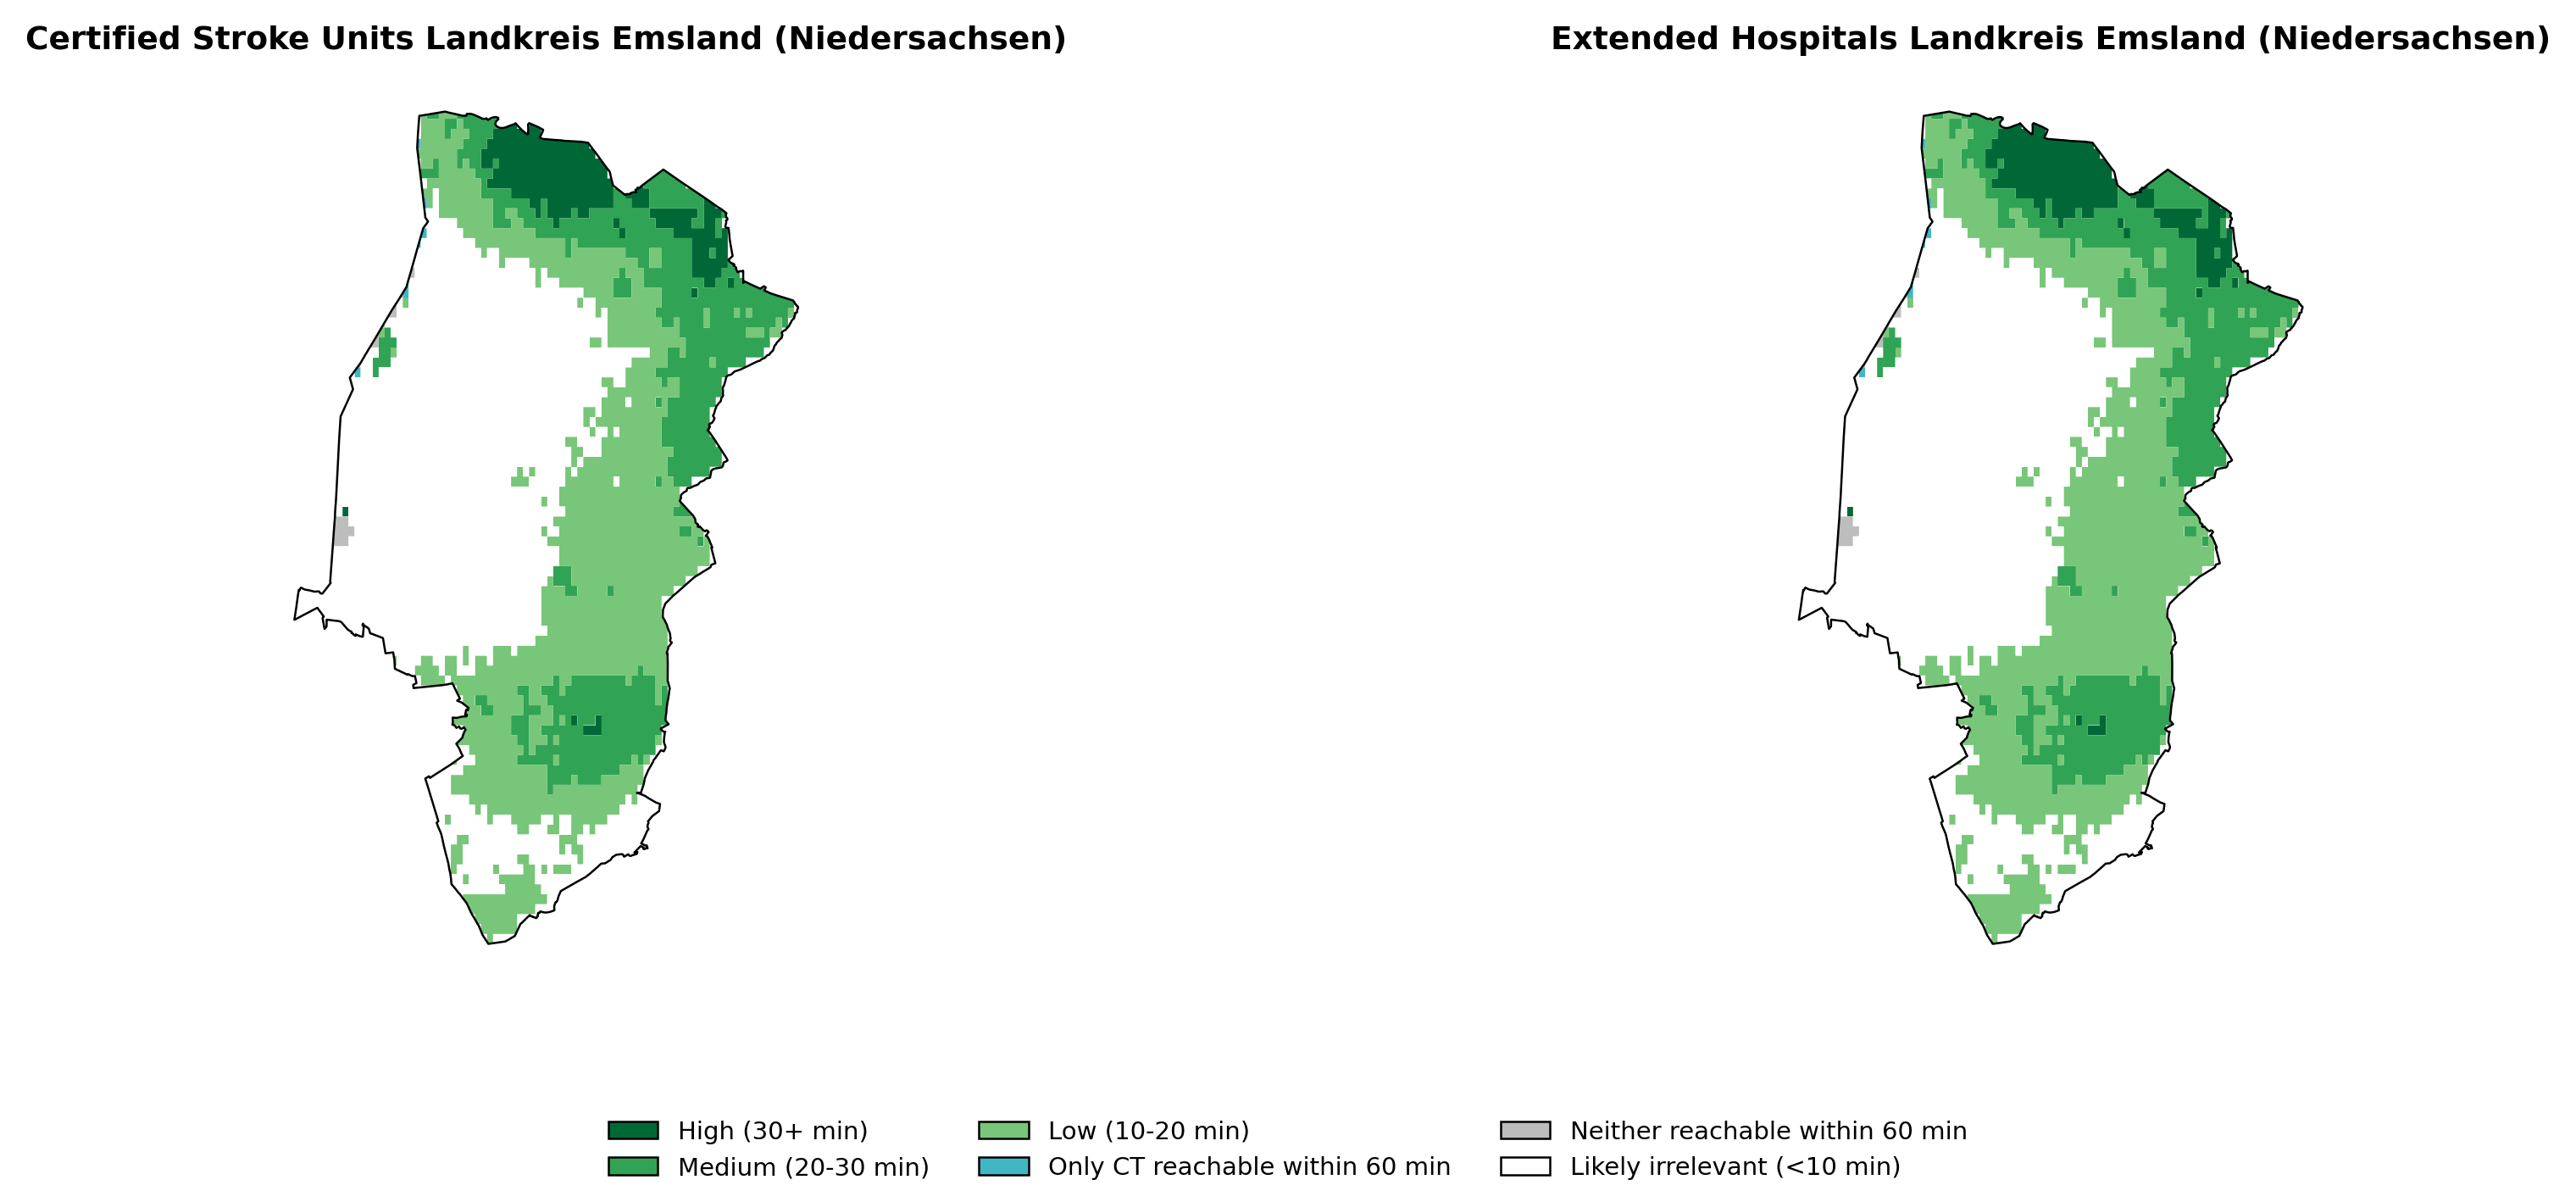 Certified Stroke Units Landkreis Emsland (Niedersachsen)
Extended Hospitals Landkreis Emsland (Niedersachsen)
High (30+ min)
Medium (20-30 min)
Low (10-20 min)
Only CT reachable within 60 min
Neither reachable within 60 min
Likely irrelevant (<10 min)